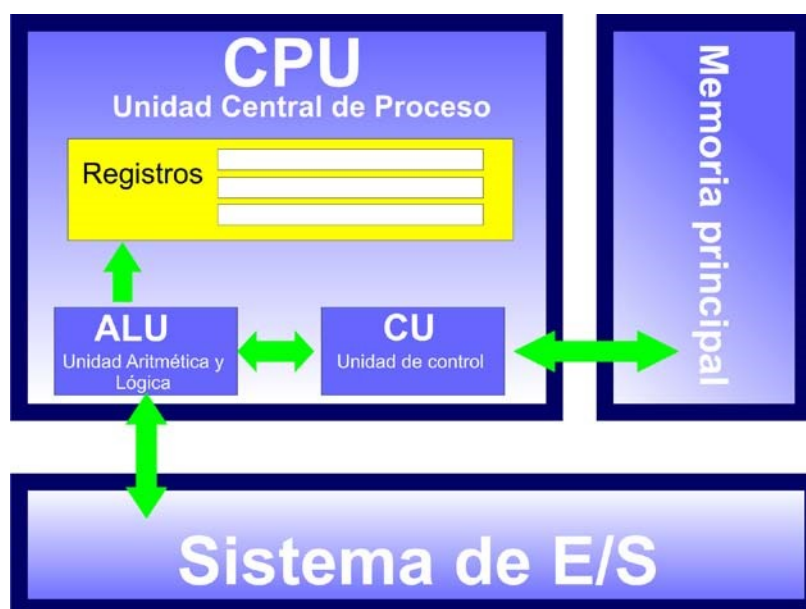 CPU
Unidad Central de Proceso
Registros
ALU
Unidad Aritmética y
Lógica
CU
Unidad de control
Memoria principal
Sistema de E/S